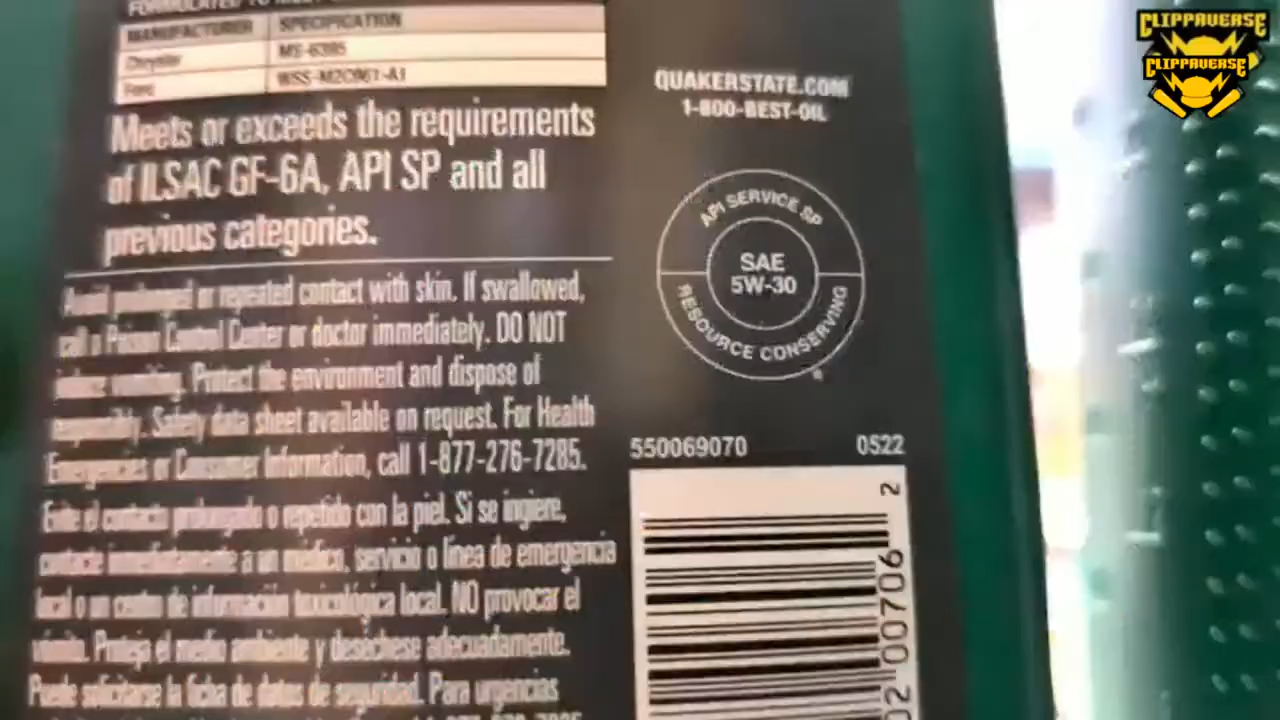 FORMULATED TO MEET
MANUFACTURER SPECIFICATION
Chrysler MS-6395
Ford WSS-M2C961-A1
Meets or exceeds the requirements
of ILSAC GF-6A, API SP and all
previous categories.
Avoid prolonged or repeated contact with skin. If swallowed,
call a Poison Control Center or doctor immediately. DO NOT
induce vomiting. Protect the environment and dispose of
responsibly. Safety data sheet available on request. For Health
Emergencies or Consumer Information, call 1-877-276-7285.
Evite el contacto prolongado o repetido con la piel. Si se ingiere,
contacte inmediatamente a un médico, servicio o línea de emergencia
local o un centro de información toxicológica local. NO provocar el
vómito. Proteja el medio ambiente y deséchese adecuadamente.
Puede solicitarse la ficha de datos de seguridad. Para urgencias
QUAKERSTATE.COM
1-800-BEST-OIL
API SERVICE SP
SAE
5W-30
RESOURCE CONSERVING
®
550069070 0522
2
02 00706
CLIPPAVERSE
CLIPPAVERSE